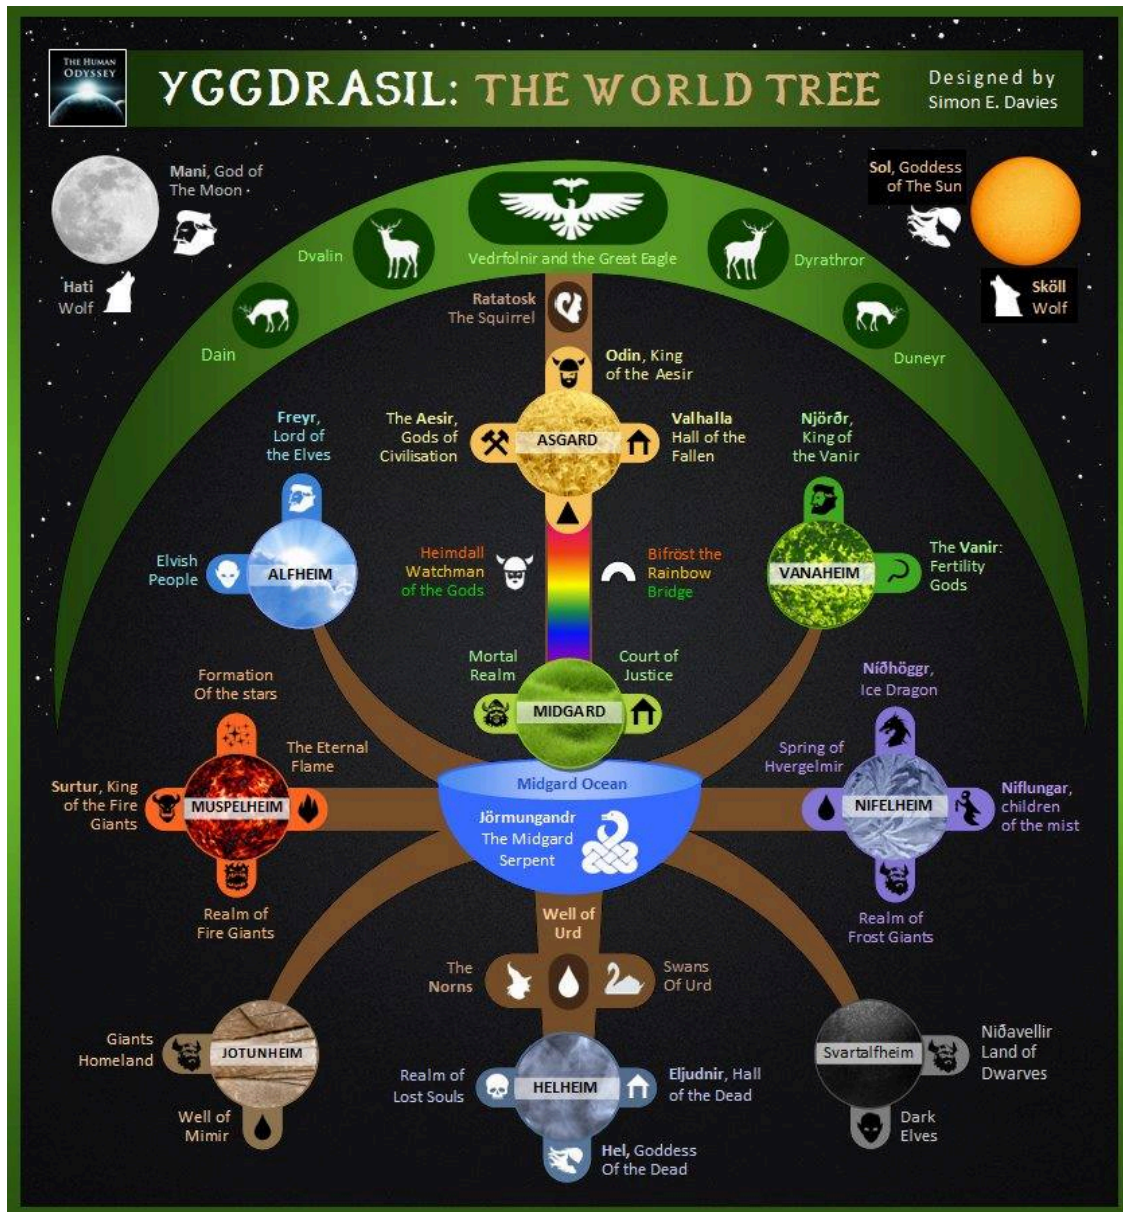 THE HUMAN
ODYSSEY
YGGDRASIL: THE WORLD TREE
Designed by
Simon E. Davies
Mani, God of
The Moon
Hati
Wolf
Sol, Goddess
of The Sun
Sköll
Wolf
Dvalin
Dain
Vedrfolnir and the Great Eagle
Dyrathror
Duneyr
Ratatosk
The Squirrel
Odin, King
of the Aesir
The Aesir,
Gods of
Civilisation
ASGARD
Valhalla
Hall of the
Fallen
Freyr,
Lord of
the Elves
Elvish
People
ALFHEIM
Njörðr,
King of
the Vanir
VANAHEIM
The Vanir:
Fertility
Gods
Heimdall
Watchman
of the Gods
Bifröst the
Rainbow
Bridge
Mortal
Realm
Court of
Justice
MIDGARD
Formation
Of the stars
The Eternal
Flame
Surtur, King
of the Fire
Giants
MUSPELHEIM
Realm of
Fire Giants
Midgard Ocean
Jörmungandr
The Midgard
Serpent
Níðhöggr,
Ice Dragon
Spring of
Hvergelmir
NIFELHEIM
Niflungar,
children
of the mist
Realm of
Frost Giants
Well of
Urd
The
Norns
Swans
Of Urd
Giants
Homeland
JOTUNHEIM
Well of
Mimir
Realm of
Lost Souls
HELHEIM
Eljudnir, Hall
of the Dead
Hel, Goddess
Of the Dead
Svartalfheim
Niðavellir
Land of
Dwarves
Dark
Elves